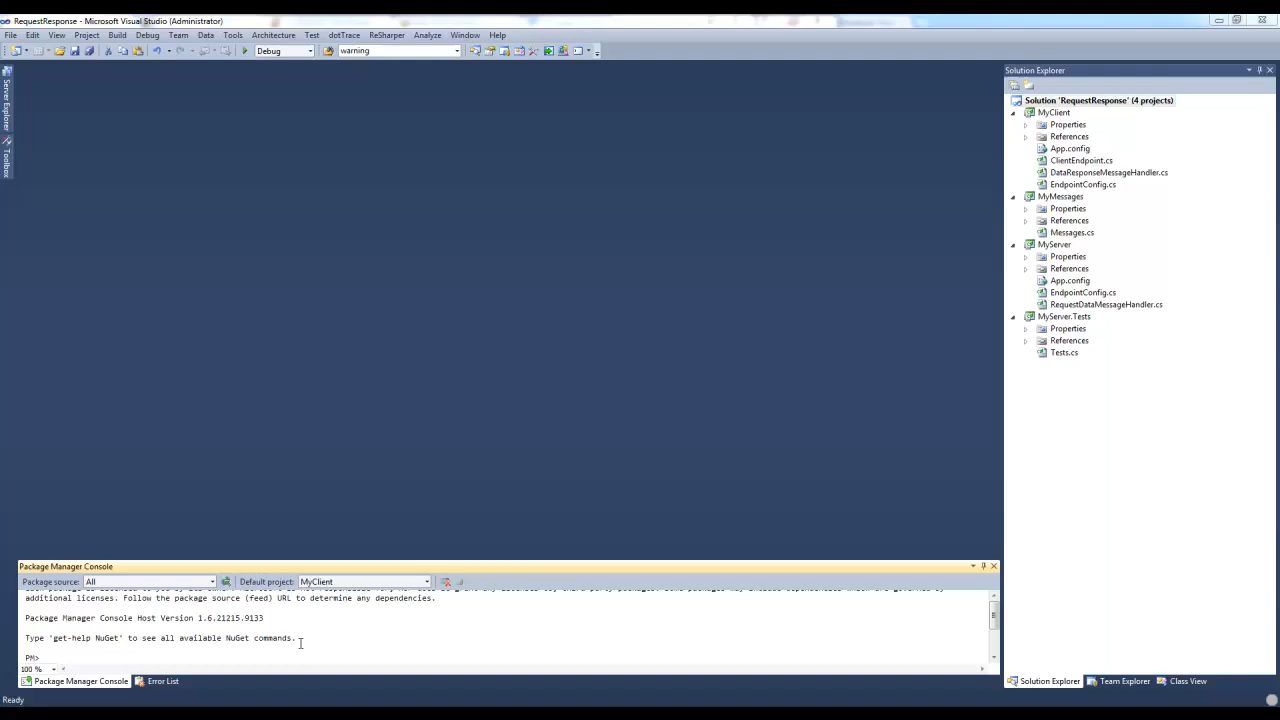 RequestResponse - Microsoft Visual Studio (Administrator)
File Edit View Project Build Debug Team Data Tools Architecture Test dotTrace ReSharper Analyze Window Help
Debug warning
Server Explorer
Toolbox
Solution Explorer
Solution 'RequestResponse' (4 projects)
MyClient
Properties
References
App.config
ClientEndpoint.cs
DataResponseMessageHandler.cs
EndpointConfig.cs
MyMessages
Properties
References
Messages.cs
MyServer
Properties
References
App.config
EndpointConfig.cs
RequestDataMessageHandler.cs
MyServer.Tests
Properties
References
Tests.cs
Package Manager Console
Package source: All Default project: MyClient
additional licenses. Follow the package source (feed) URL to determine any dependencies.
Package Manager Console Host Version 1.6.21215.9133
Type 'get-help NuGet' to see all available NuGet commands.
PM>
100 %
Package Manager Console Error List
Solution Explorer Team Explorer Class View
Ready